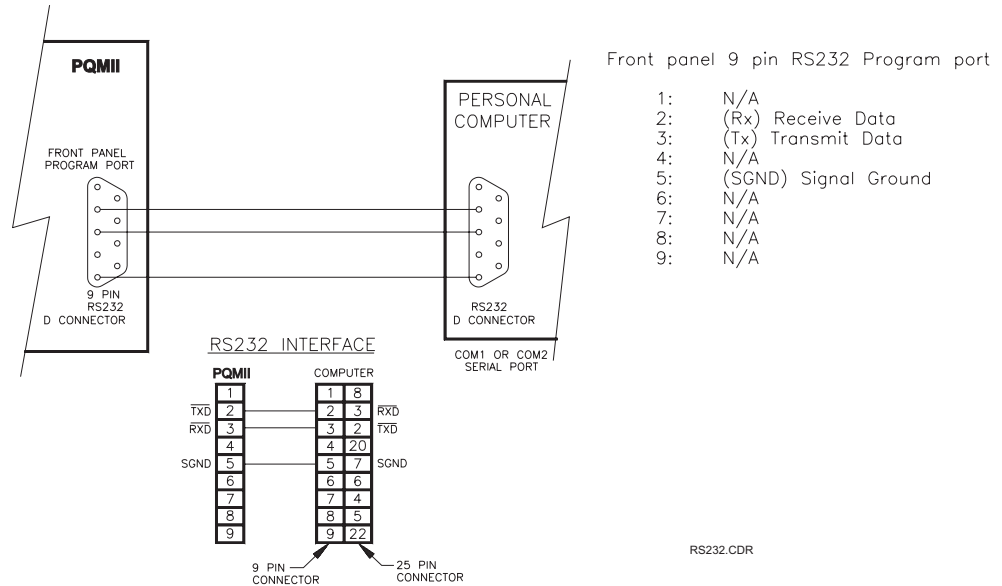 PQMII
FRONT PANEL
PROGRAM PORT
9 PIN
RS232
D CONNECTOR
PERSONAL
COMPUTER
RS232
D CONNECTOR
COM1 OR COM2
SERIAL PORT
Front panel 9 pin RS232 Program port
1: N/A
2: (Rx) Receive Data
3: (Tx) Transmit Data
4: N/A
5: (SGND) Signal Ground
6: N/A
7: N/A
8: N/A
9: N/A
RS232 INTERFACE
PQMII COMPUTER
1 1 8
TXD 2 2 3 RXD
RXD 3 3 2 TXD
4 4 20
SGND 5 5 7 SGND
6 6 6
7 7 4
8 8 5
9 9 22
9 PIN
CONNECTOR
25 PIN
CONNECTOR
RS232.CDR